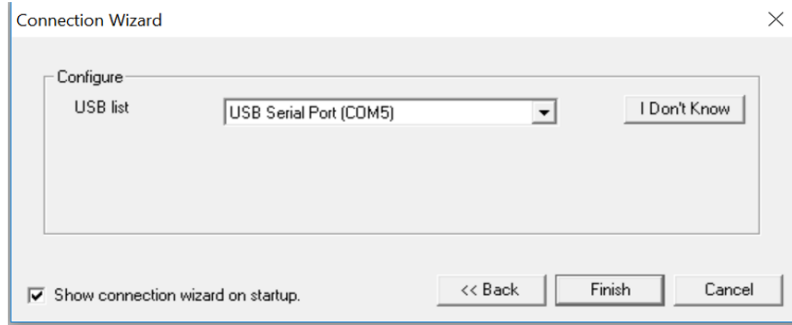 Connection Wizard
Configure
USB list
USB Serial Port (COM5)
I Don't Know
Show connection wizard on startup.
<< Back
Finish
Cancel